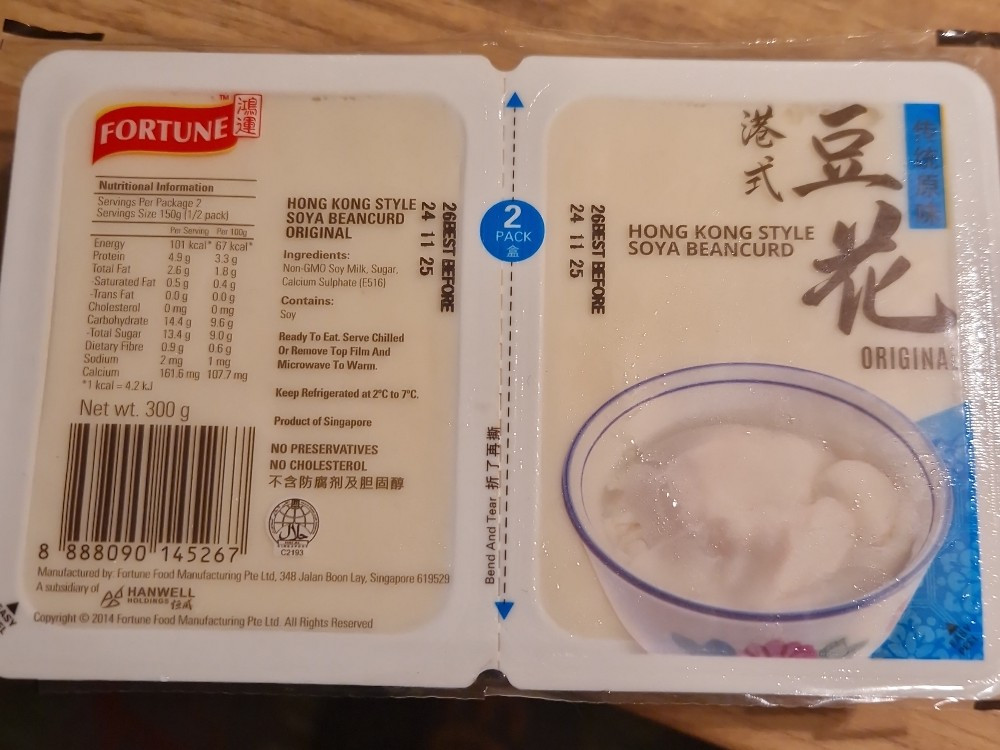 FORTUNE
TM
鴻運
Nutritional Information
Servings Per Package 2
Servings Size 150g (1/2 pack)
Per Serving Per 100g
Energy 101 kcal* 67 kcal*
Protein 4.9 g 3.3 g
Total Fat 2.6 g 1.8 g
Saturated Fat 0.5 g 0.4 g
-Trans Fat 0.0 g 0.0 g
Cholesterol 0 mg 0 mg
Carbohydrate 14.4 g 9.6 g
-Total Sugar 13.4 g 9.0 g
Dietary Fibre 0.9 g 0.6 g
Sodium 2 mg 1 mg
Calcium 161.6 mg 107.7 mg
*1 kcal = 4.2 kJ
Net wt. 300 g
8 888090 145267
HONG KONG STYLE
SOYA BEANCURD
ORIGINAL
Ingredients:
Non-GMO Soy Milk, Sugar,
Calcium Sulphate (E516)
Contains:
Soy
Ready To Eat. Serve Chilled
Or Remove Top Film And
Microwave To Warm.
Keep Refrigerated at 2°C to 7°C.
Product of Singapore
NO PRESERVATIVES
NO CHOLESTEROL
不含防腐剂及胆固醇
حلال
C2193
26BEST BEFORE
24 11 25
Manufactured by: Fortune Food Manufacturing Pte Ltd, 348 Jalan Boon Lay, Singapore 619529
A subsidiary of HANWELL
HOLDINGS
Copyright © 2014 Fortune Food Manufacturing Pte Ltd. All Rights Reserved
2
PACK
盒
Bend And Tear 折了再撕
26BEST BEFORE
24 11 25
港式
豆花
传统原味
HONG KONG STYLE
SOYA BEANCURD
ORIGINAL